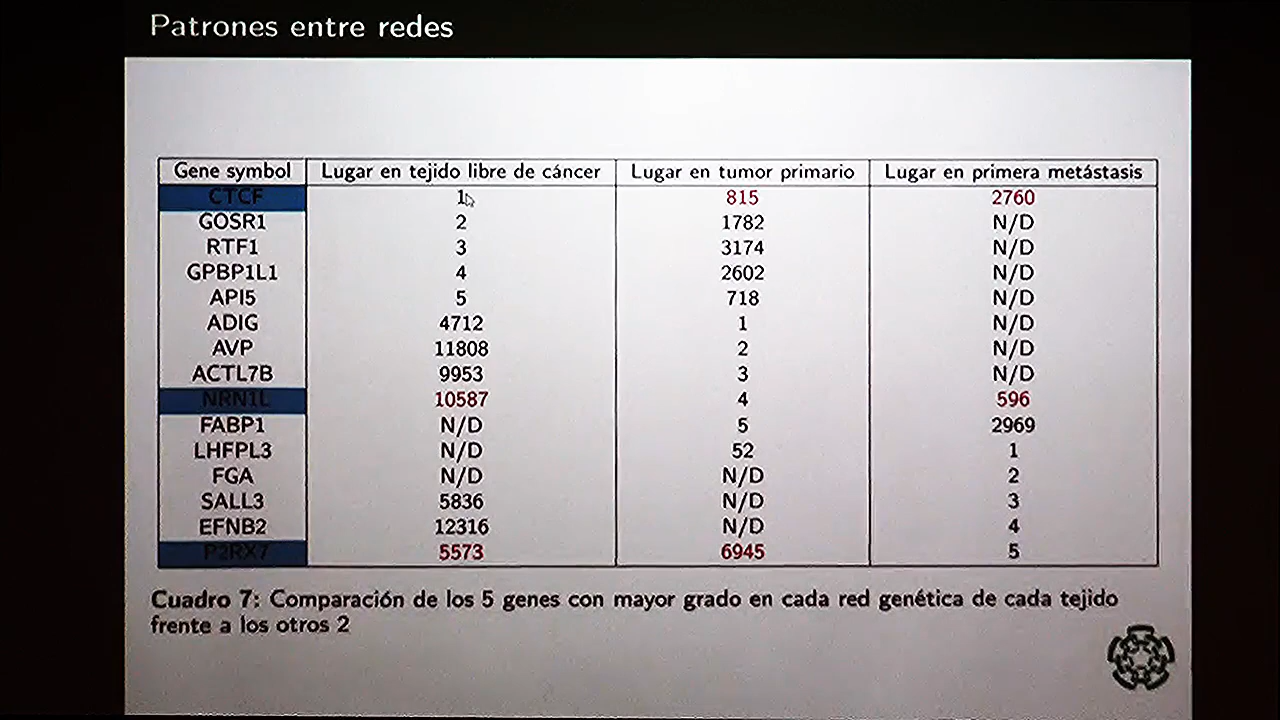 Patrones entre redes
Gene symbol Lugar en tejido libre de cáncer Lugar en tumor primario Lugar en primera metástasis
CTCF 1 815 2760
GOSR1 2 1782 N/D
RTF1 3 3174 N/D
GPBP1L1 4 2602 N/D
API5 5 718 N/D
ADIG 4712 1 N/D
AVP 11808 2 N/D
ACTL7B 9953 3 N/D
NRN1L 10587 4 596
FABP1 N/D 5 2969
LHFPL3 N/D 52 1
FGA N/D N/D 2
SALL3 5836 N/D 3
EFNB2 12316 N/D 4
P2RX7 5573 6945 5
Cuadro 7: Comparación de los 5 genes con mayor grado en cada red genética de cada tejido
frente a los otros 2